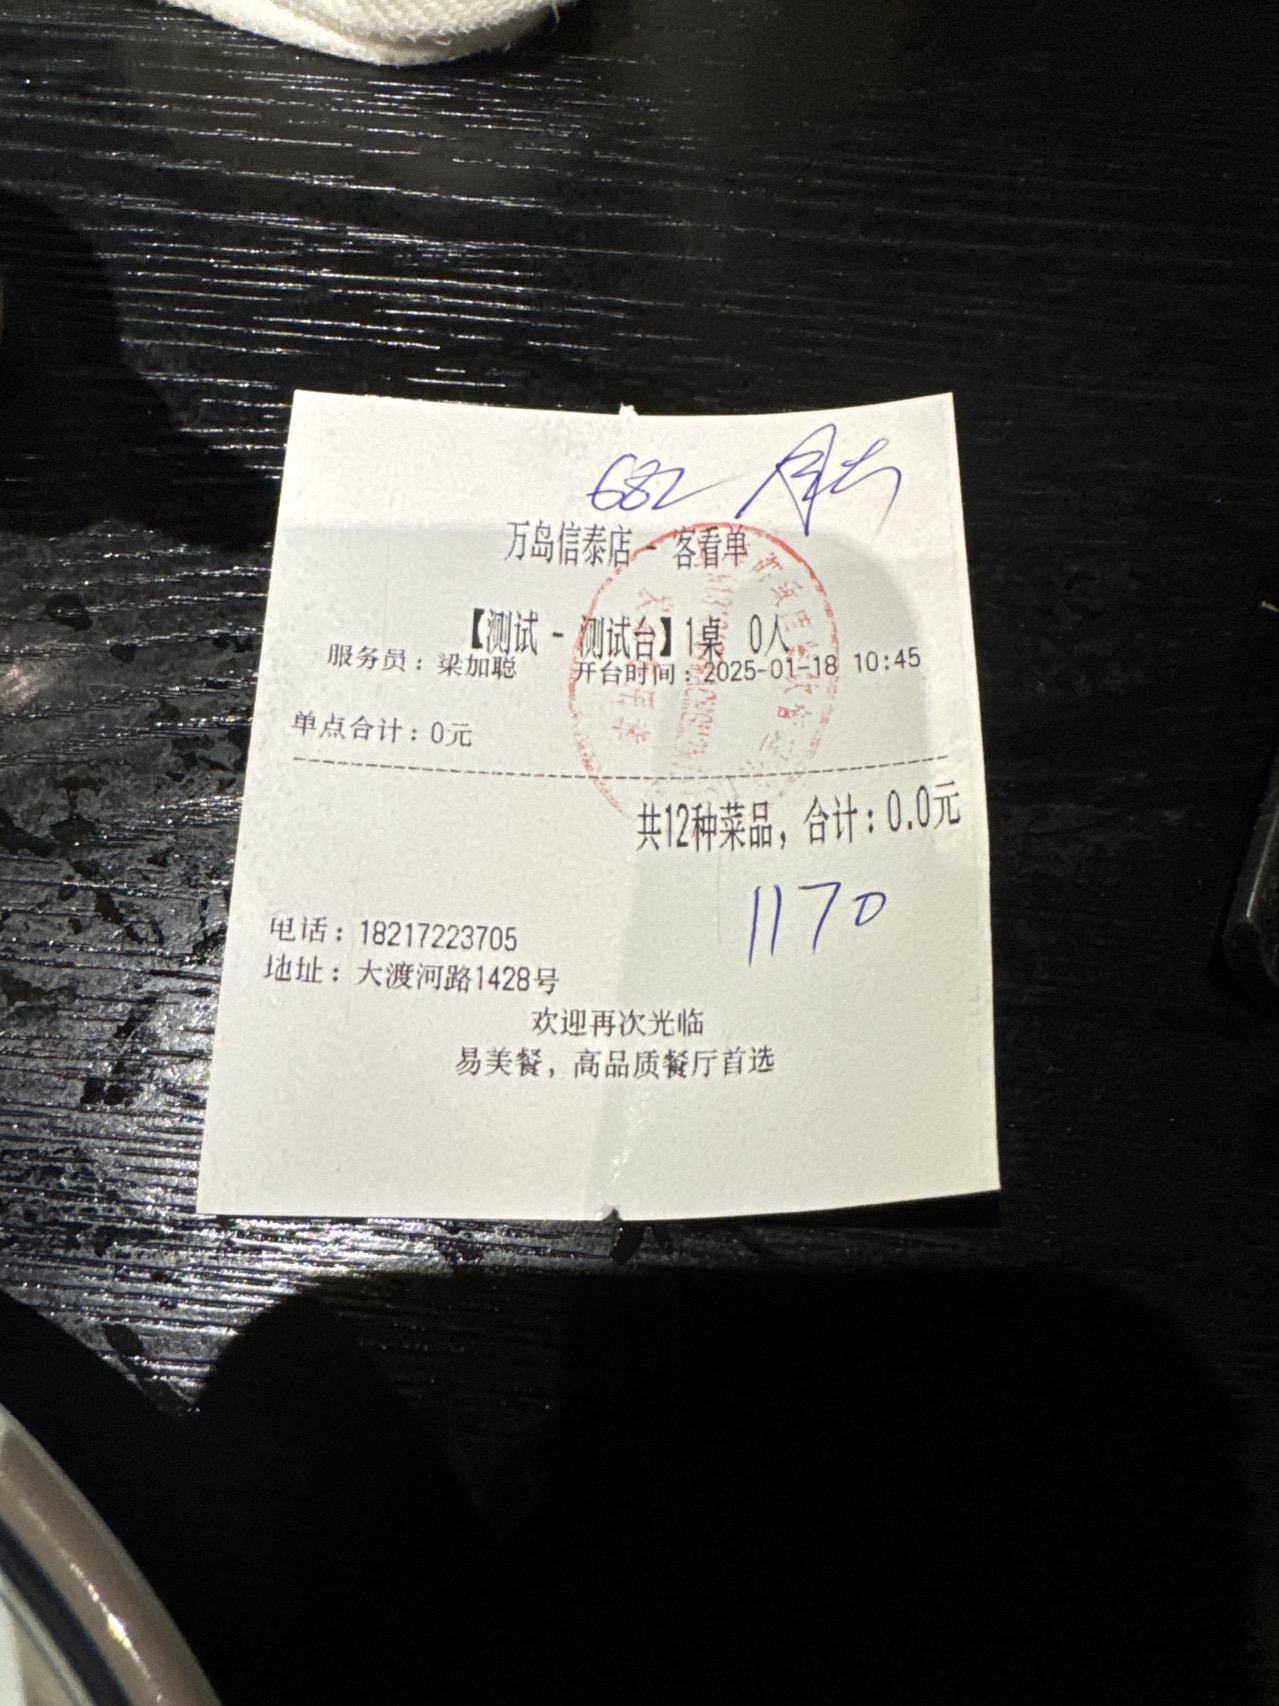 682
万岛信泰店 - 客看单
【测试 - 测试台】1桌 0人
服务员：梁加聪 开台时间：2025-01-18 10:45
单点合计：0元
共12种菜品，合计：0.0元
1170
电话：18217223705
地址：大渡河路1428号
欢迎再次光临
易美餐，高品质餐厅首选